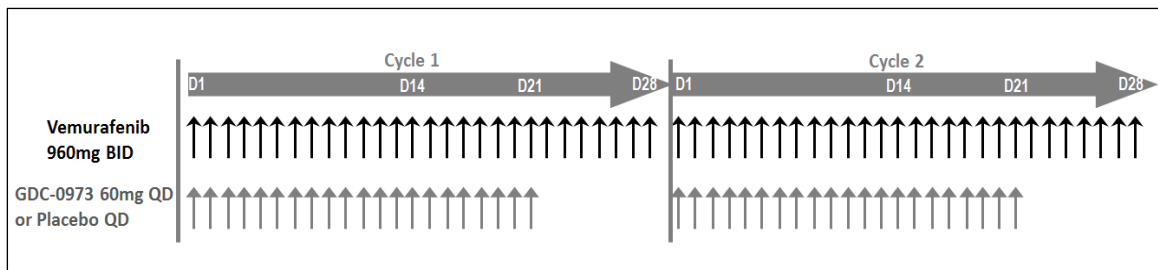 Cycle 1
Cycle 2
D1 D14 D21 D28
D1 D14 D21 D28
Vemurafenib
960mg BID
GDC-0973 60mg QD
or Placebo QD